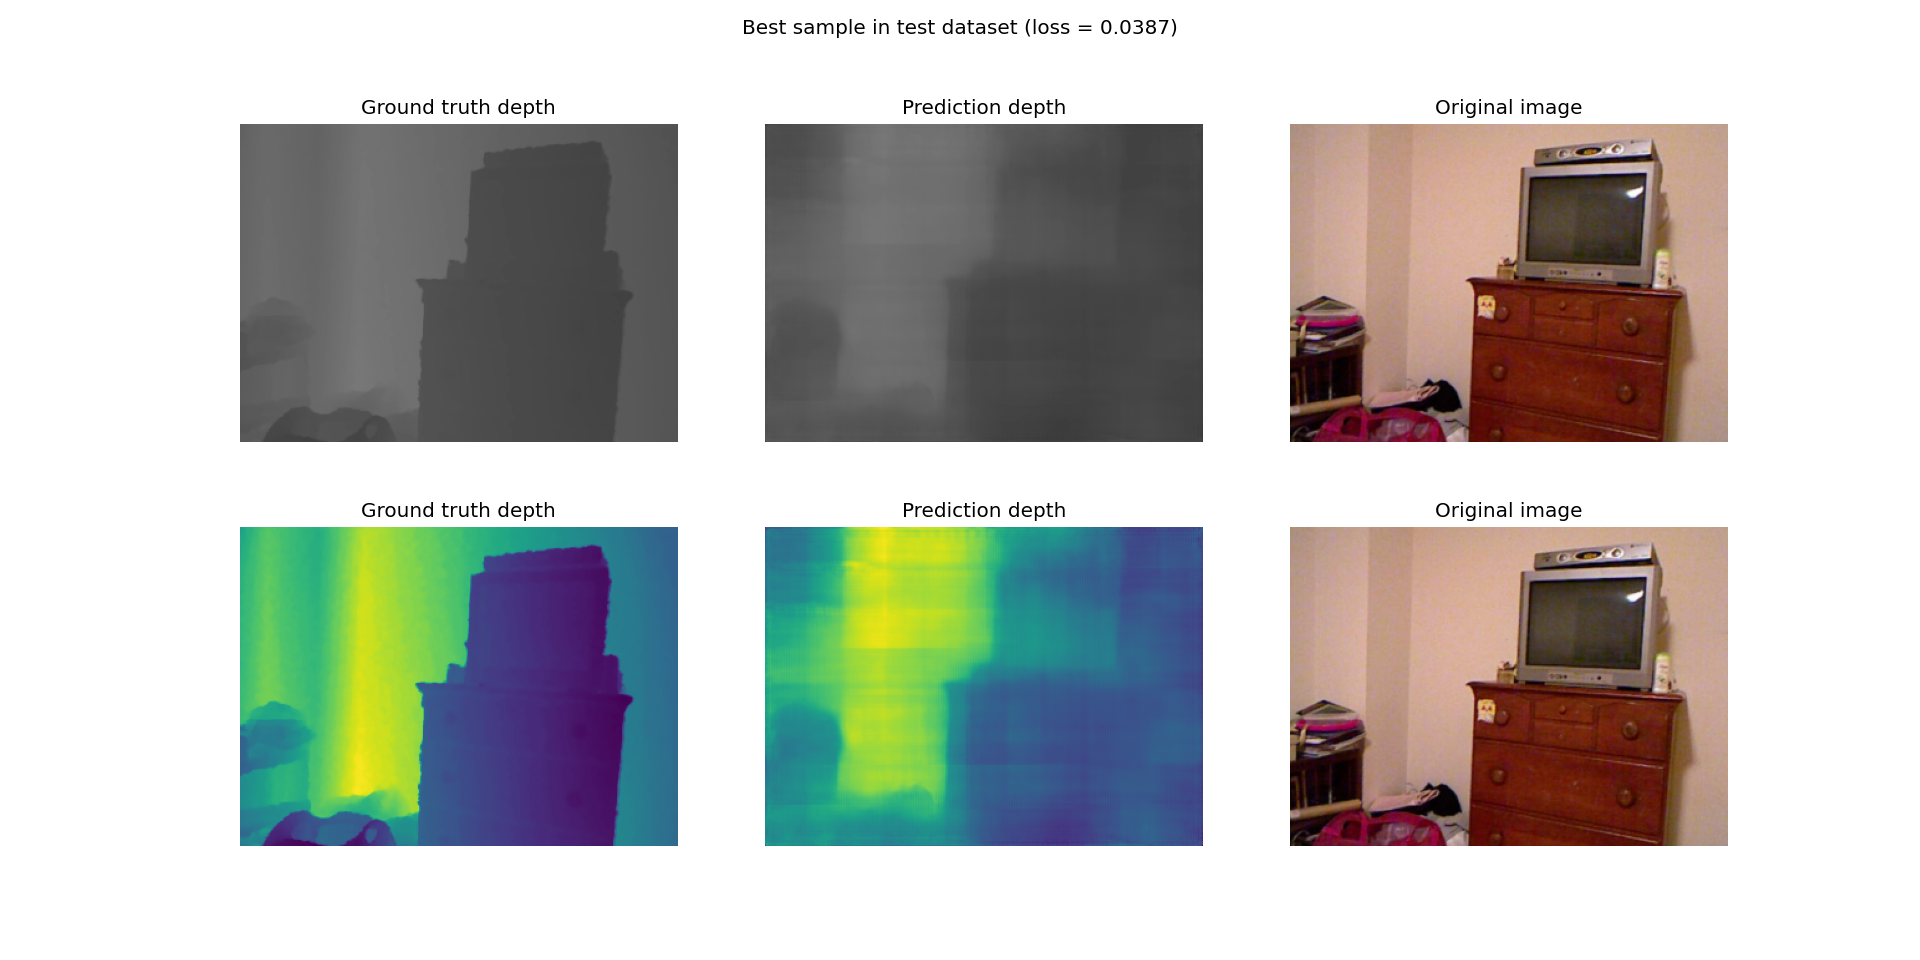 Best sample in test dataset (loss = 0.0387)
Ground truth depth
Prediction depth
Original image
Ground truth depth
Prediction depth
Original image